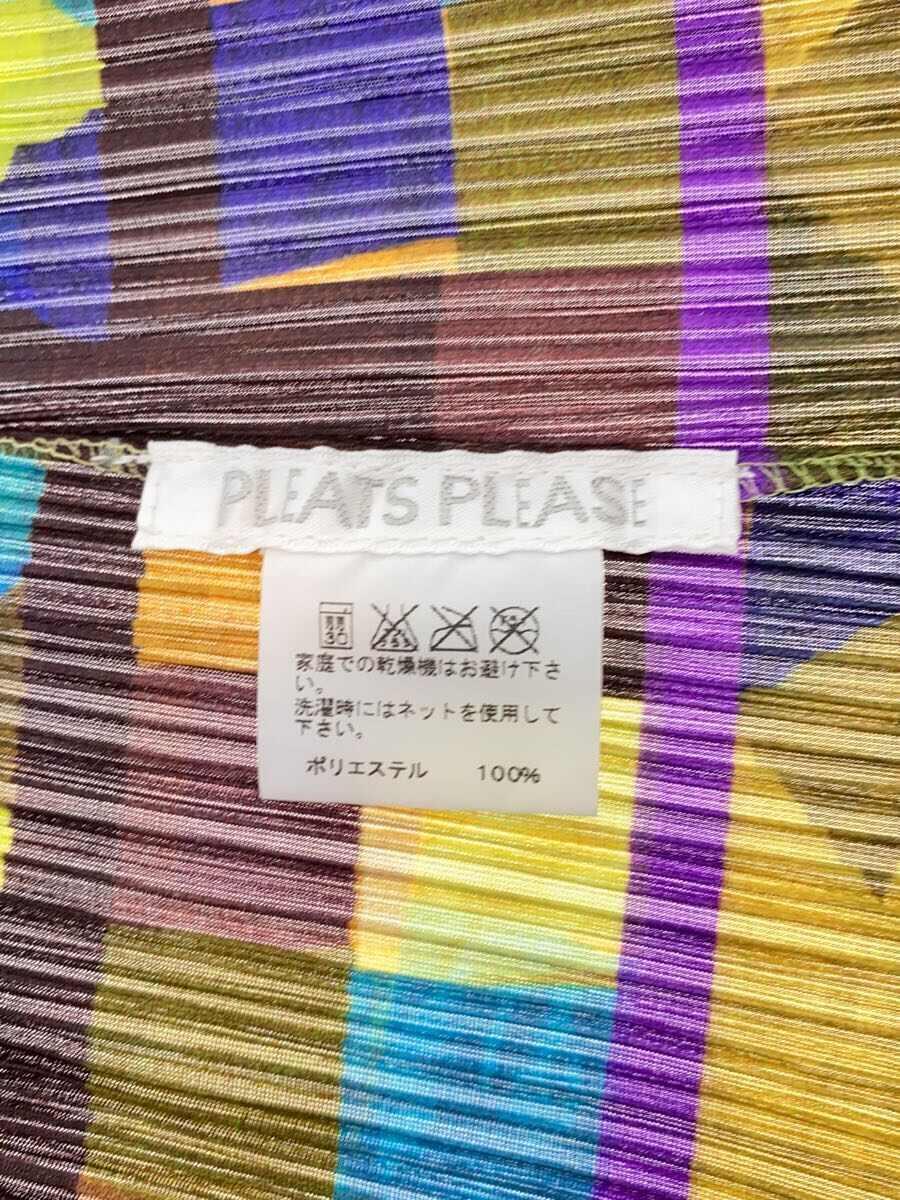 PLEATS PLEASE
30
家庭での乾燥機はお避け下さ
い。
洗濯時にはネットを使用して
下さい。
ポリエステル 100%